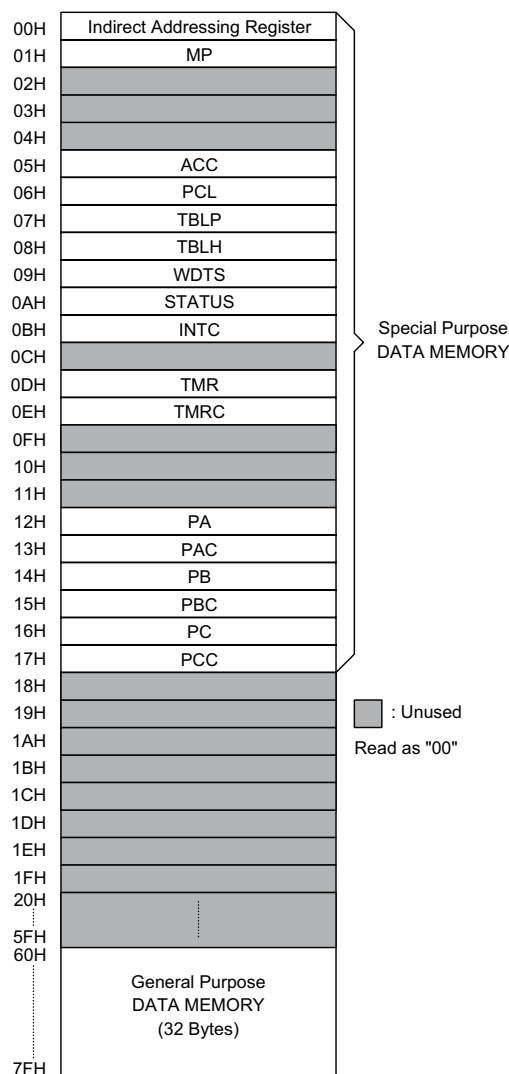 00H Indirect Addressing Register
01H MP
02H
03H
04H
05H ACC
06H PCL
07H TBLP
08H TBLH
09H WDTS
0AH STATUS
0BH INTC
0CH
0DH TMR
0EH TMRC
0FH
10H
11H
12H PA
13H PAC
14H PB
15H PBC
16H PC
17H PCC
18H
19H
1AH
1BH
1CH
1DH
1EH
1FH
20H
5FH
60H
General Purpose
DATA MEMORY
(32 Bytes)
7FH
Special Purpose
DATA MEMORY
: Unused
Read as "00"